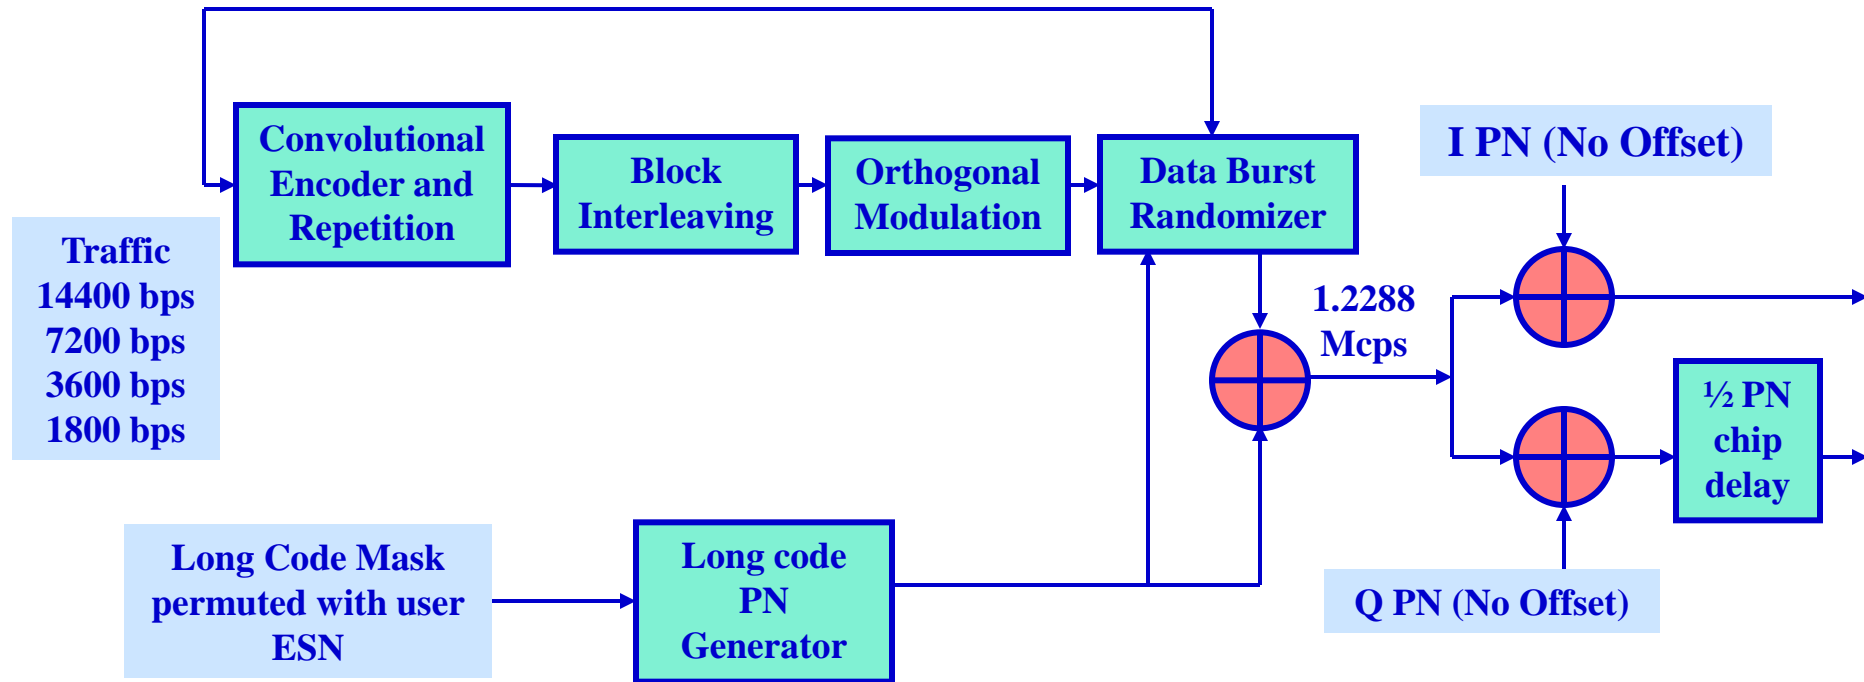 Convolutional
Encoder and
Repetition
Block
Interleaving
Orthogonal
Modulation
Data Burst
Randomizer
I PN (No Offset)
Traffic
14400 bps
7200 bps
3600 bps
1800 bps
1.2288
Mcps
½ PN
chip
delay
Long Code Mask
permuted with user
ESN
Long code
PN
Generator
Q PN (No Offset)